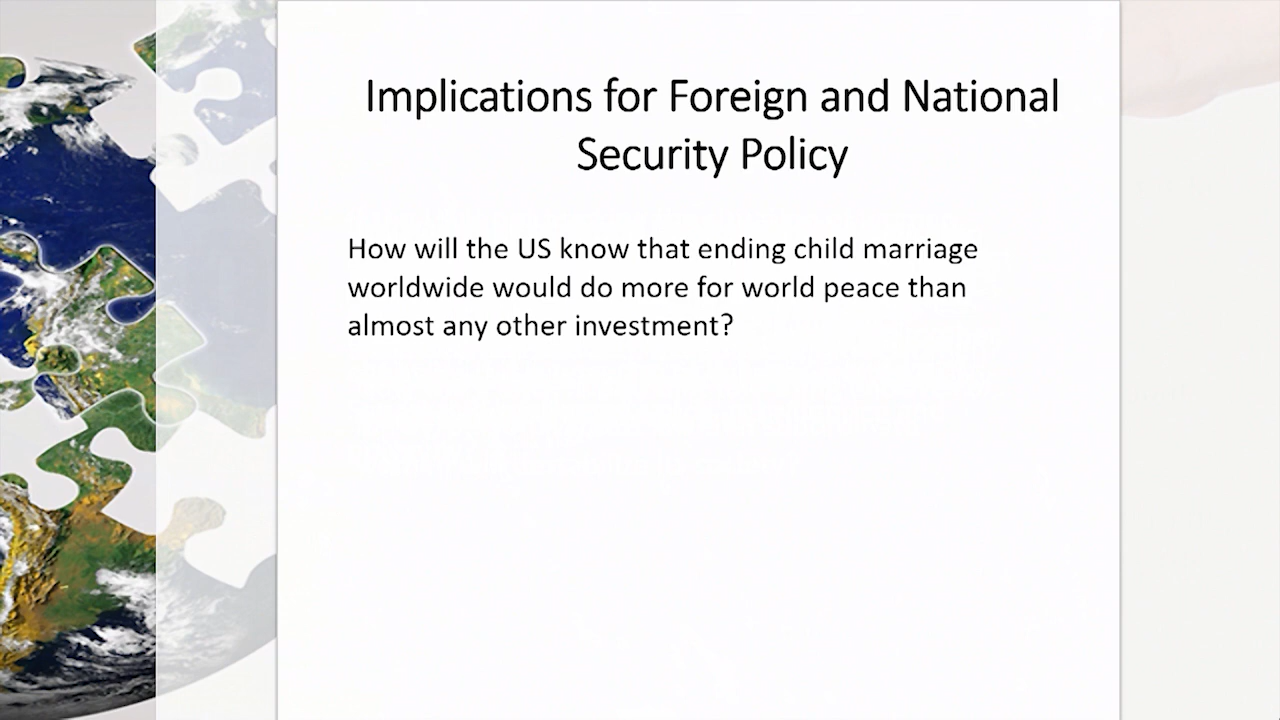 Implications for Foreign and National
Security Policy
How will the US know that ending child marriage
worldwide would do more for world peace than
almost any other investment?